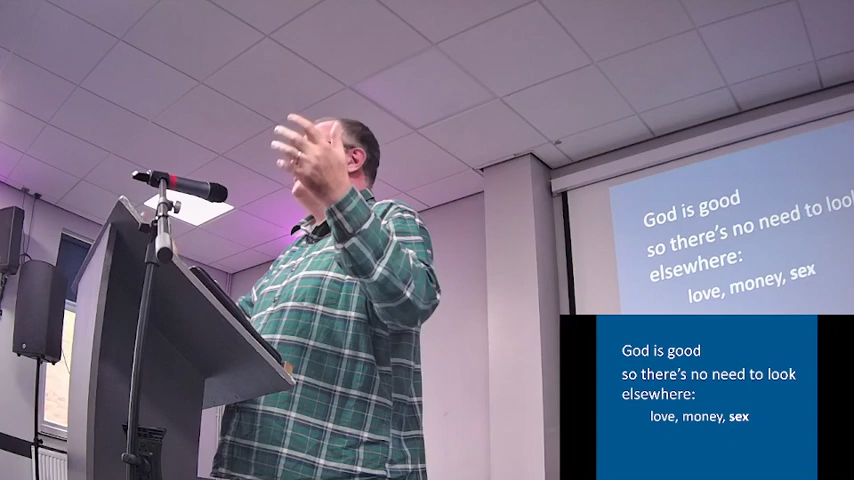 God is good
so there's no need to look
elsewhere:
love, money, sex
God is good
so there's no need to look
elsewhere:
love, money, sex